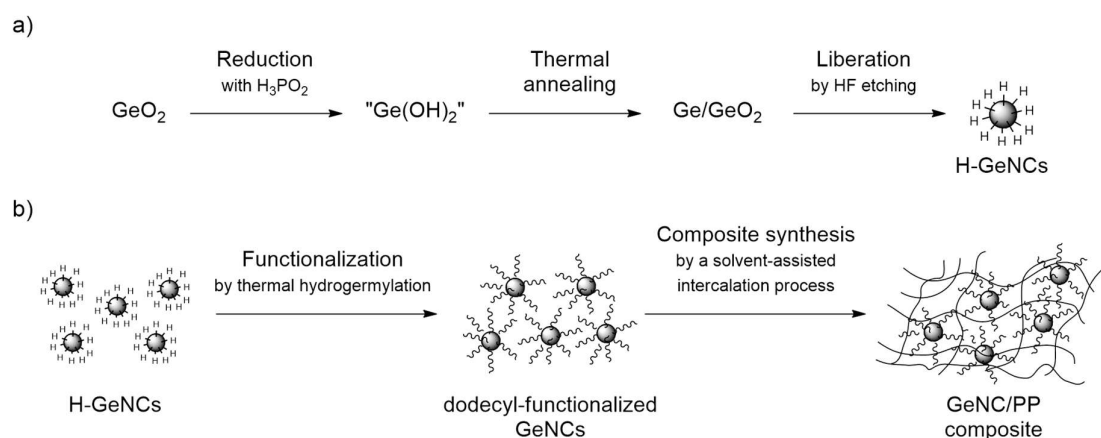 a)
Reduction
with H₃PO₂
Thermal
annealing
Liberation
by HF etching
GeO₂
"Ge(OH)₂"
Ge/GeO₂
H H H H H H H H H H
H-GeNCs
b)
Functionalization
by thermal hydrogermylation
Composite synthesis
by a solvent-assisted
intercalation process
H-GeNCs
dodecyl-functionalized
GeNCs
GeNC/PP
composite